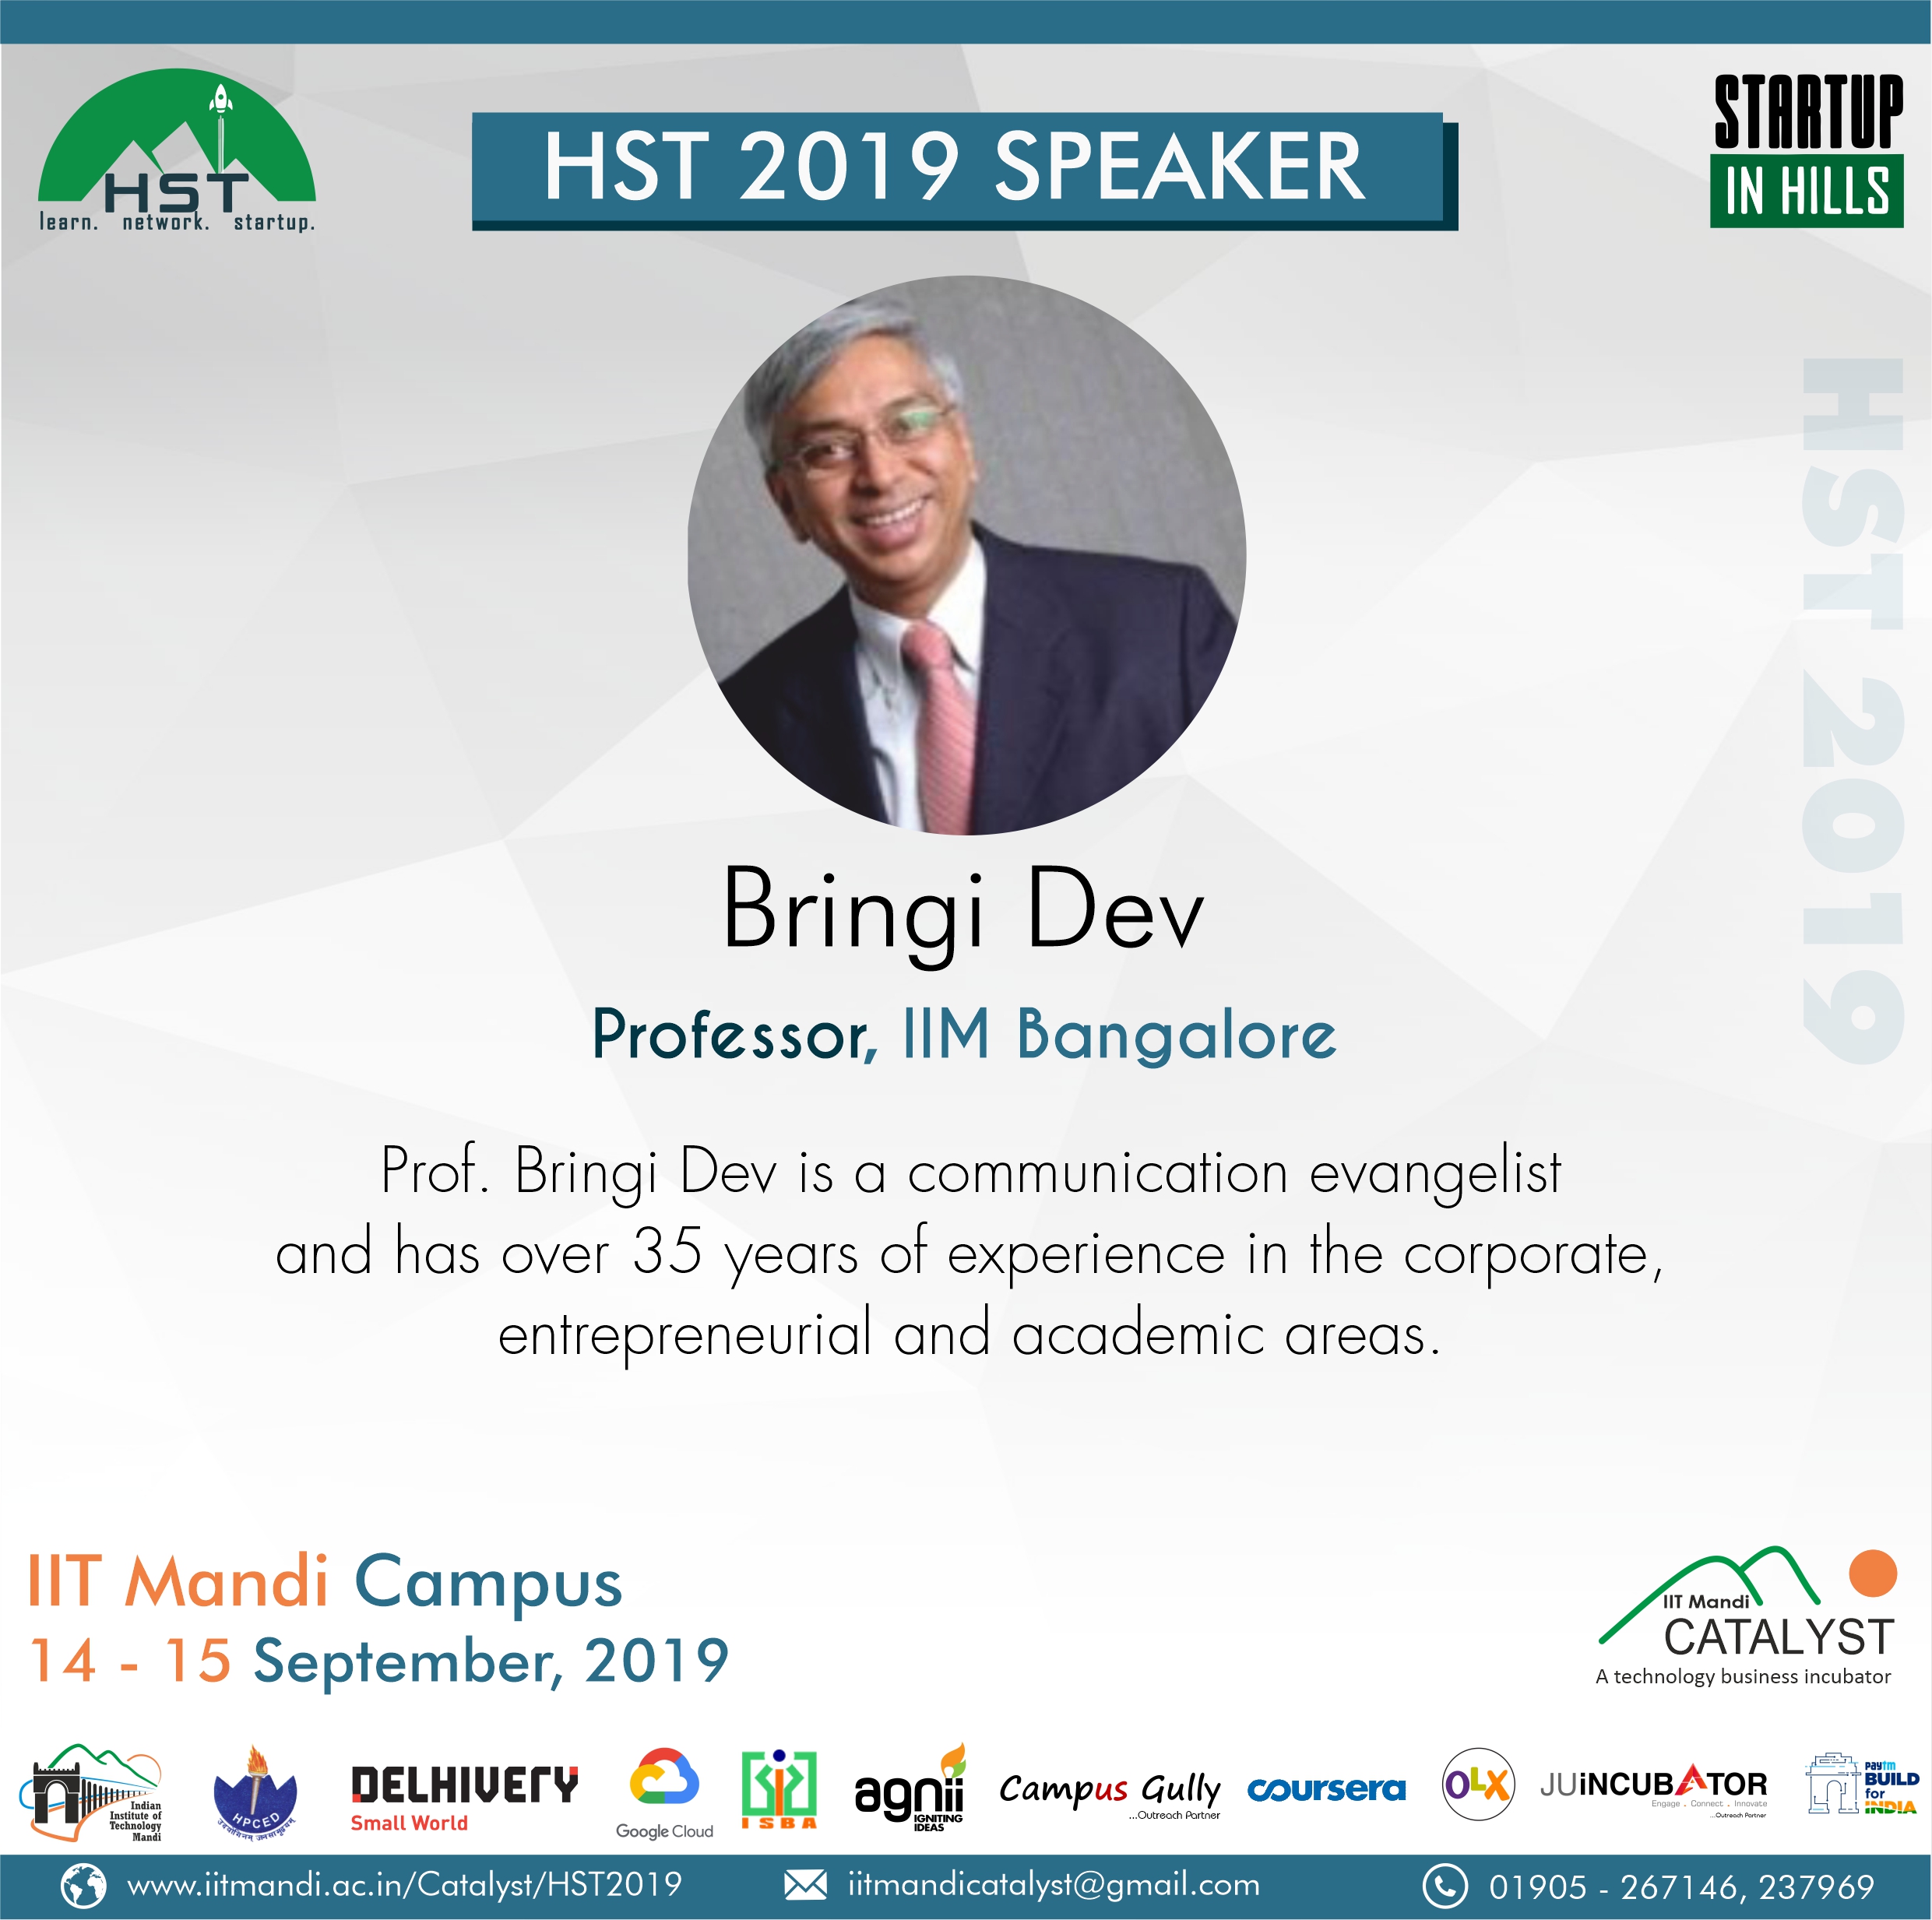 HST
learn. network. startup.
HST 2019 SPEAKER
STARTUP
IN HILLS
HST 2019
Bringi Dev
Professor, IIM Bangalore
Prof. Bringi Dev is a communication evangelist
and has over 35 years of experience in the corporate,
entrepreneurial and academic areas.
IIT Mandi Campus
14 - 15 September, 2019
IIT Mandi
CATALYST
A technology business incubator
Indian
Institute of
Technology
Mandi
HPCED
DELHIVERY
Small World
Google Cloud
ISBA
agnii
IGNITING
IDEAS
Campus Gully
...Outreach Partner
coursera
OLX
JUiNCUBATOR
Engage . Connect . Innovate
...Outreach Partner
paytm
BUILD
for
INDIA
www.iitmandi.ac.in/Catalyst/HST2019
iitmandicatalyst@gmail.com
01905 - 267146, 237969